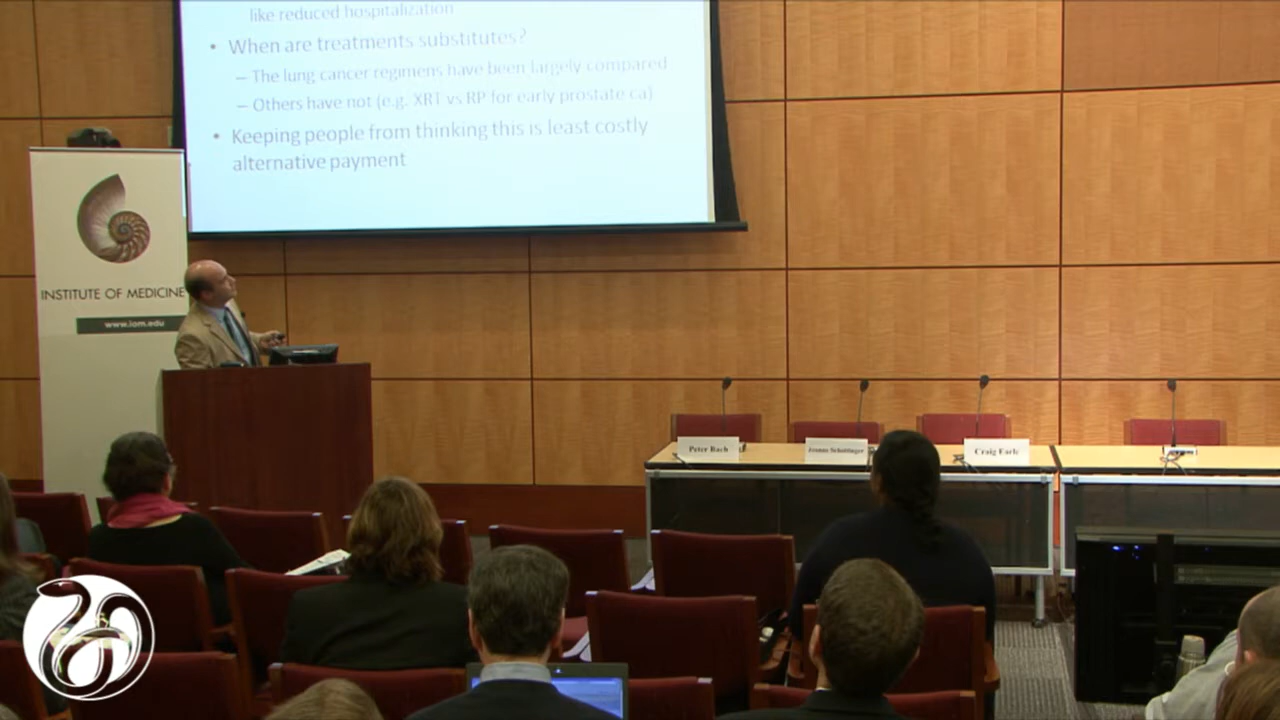 like reduced hospitalization
• When are treatments substitutes?
– The lung cancer regimens have been largely compared
– Others have not (e.g. XRT vs RP for early prostate ca)
• Keeping people from thinking this is least costly
alternative payment
INSTITUTE OF MEDICINE
www.iom.edu
Peter Bach
Craig Earle